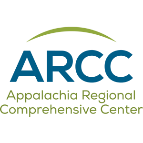 ARCC
Appalachia Regional
Comprehensive Center